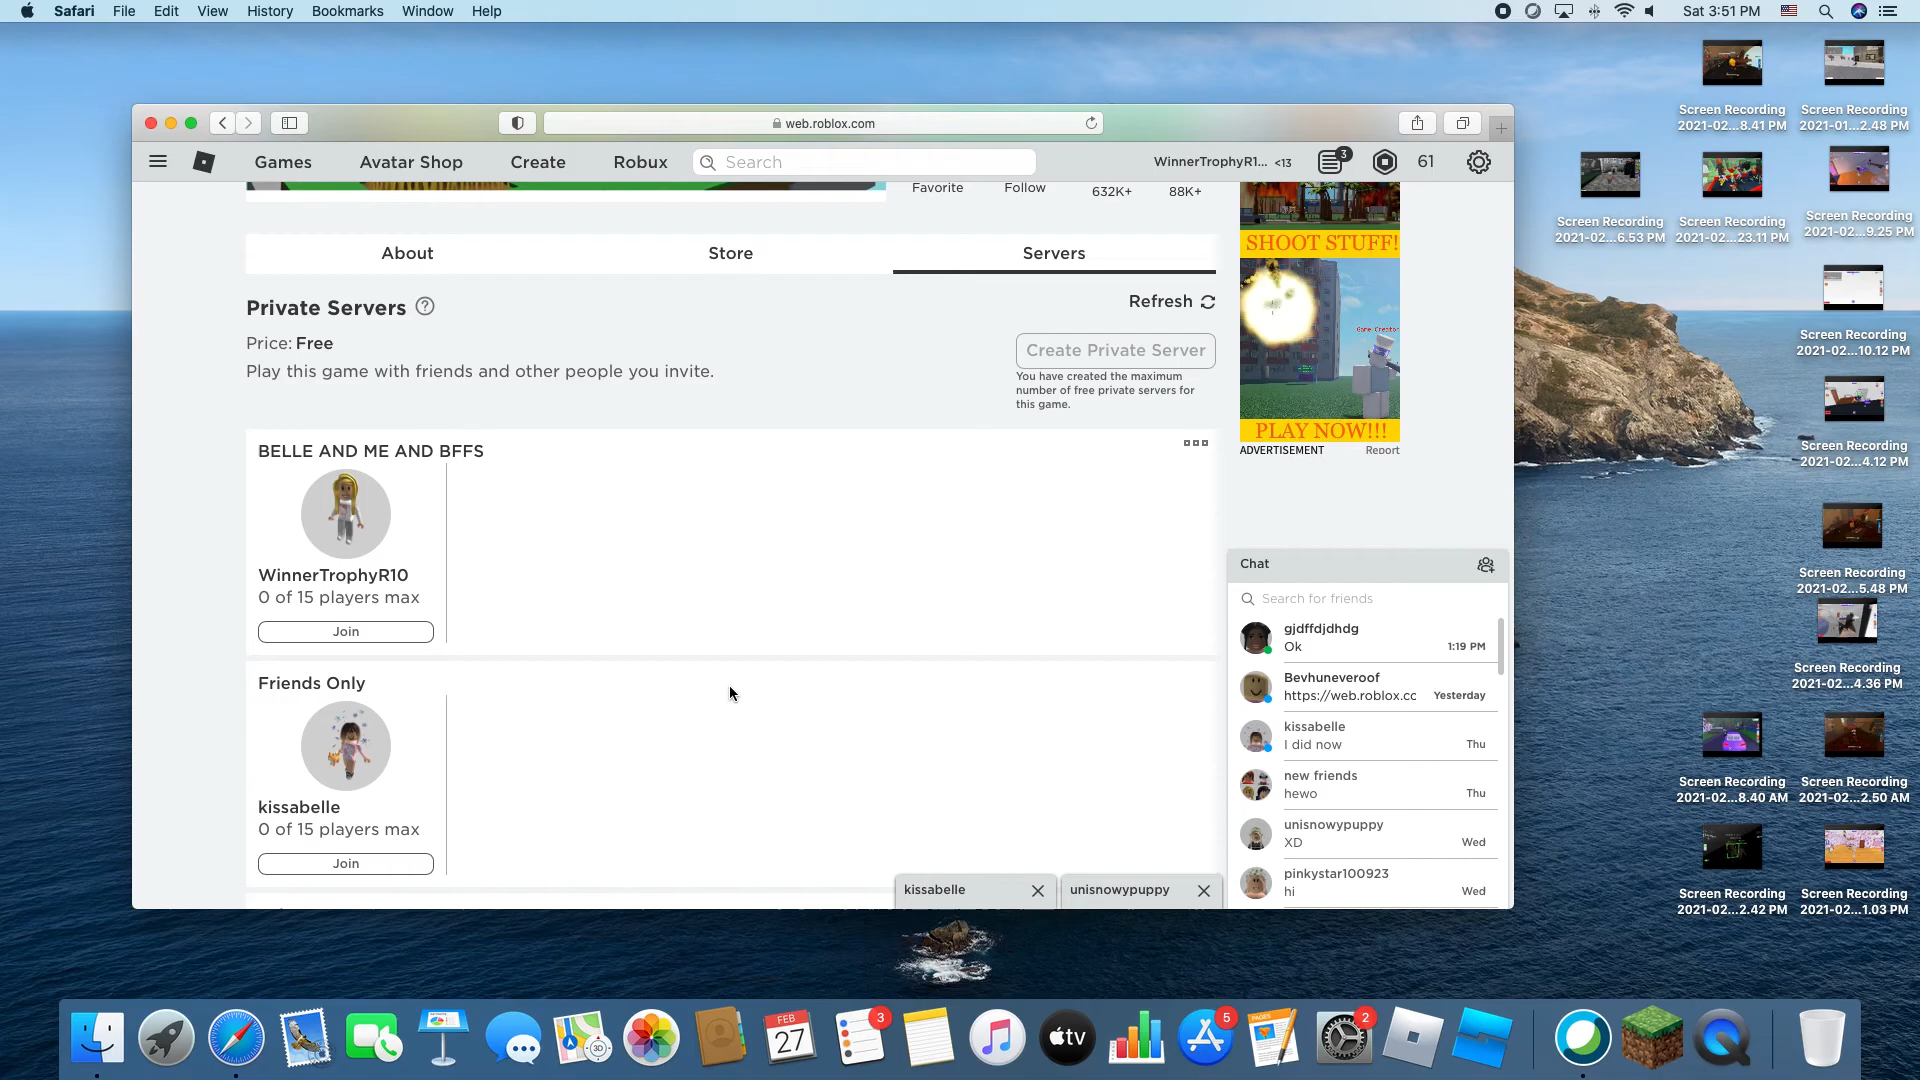 Safari File Edit View History Bookmarks Window Help
Sat 3:51 PM
web.roblox.com
Games Avatar Shop Create Robux Search WinnerTrophyR1... <13 3 61
Favorite Follow 632K+ 88K+
About Store Servers
Private Servers ?
Refresh
Price: Free
Play this game with friends and other people you invite.
Create Private Server
You have created the maximum
number of free private servers for
this game.
BELLE AND ME AND BFFS
WinnerTrophyR10
0 of 15 players max
Join
Friends Only
kissabelle
0 of 15 players max
Join
SHOOT STUFF!
Game Creator
PLAY NOW!!!
ADVERTISEMENT Report
Chat
Search for friends
gjdffdjdhdg
Ok 1:19 PM
Bevhuneveroof
https://web.roblox.cc Yesterday
kissabelle
I did now Thu
new friends
hewo Thu
unisnowypuppy
XD Wed
pinkystar100923
hi Wed
kissabelle
unisnowypuppy
Screen Recording
2021-02...8.41 PM
Screen Recording
2021-01...2.48 PM
Screen Recording
2021-02...6.53 PM
Screen Recording
2021-02...23.11 PM
Screen Recording
2021-02...9.25 PM
Screen Recording
2021-02...10.12 PM
Screen Recording
2021-02...4.12 PM
Screen Recording
2021-02...5.48 PM
Screen Recording
2021-02...4.36 PM
Screen Recording
2021-02...8.40 AM
Screen Recording
2021-02...2.50 AM
Screen Recording
2021-02...2.42 PM
Screen Recording
2021-02...1.03 PM
3D
FEB
27
3
tv
5
2